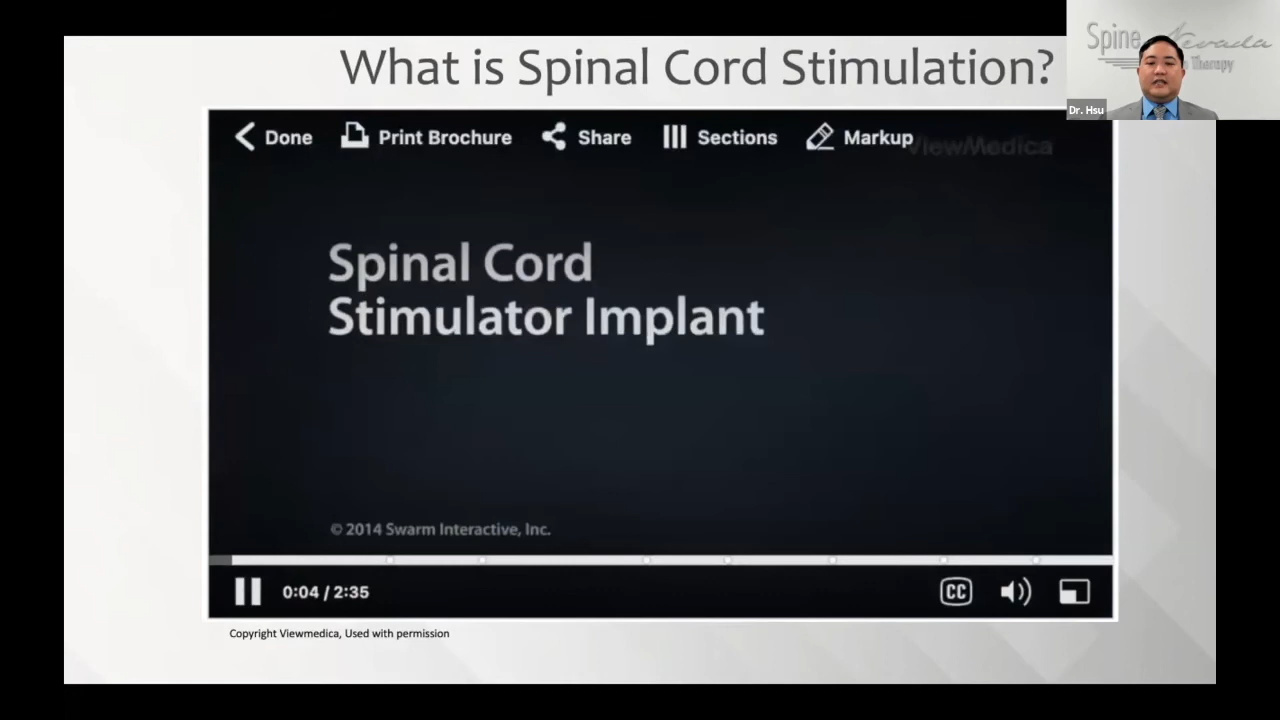 What is Spinal Cord Stimulation?
Spine Nevada
Therapy
Dr. Hsu
Done
Print Brochure
Share
Sections
Markup
ViewMedica
Spinal Cord
Stimulator Implant
© 2014 Swarm Interactive, Inc.
0:04 / 2:35
CC
Copyright Viewmedica, Used with permission